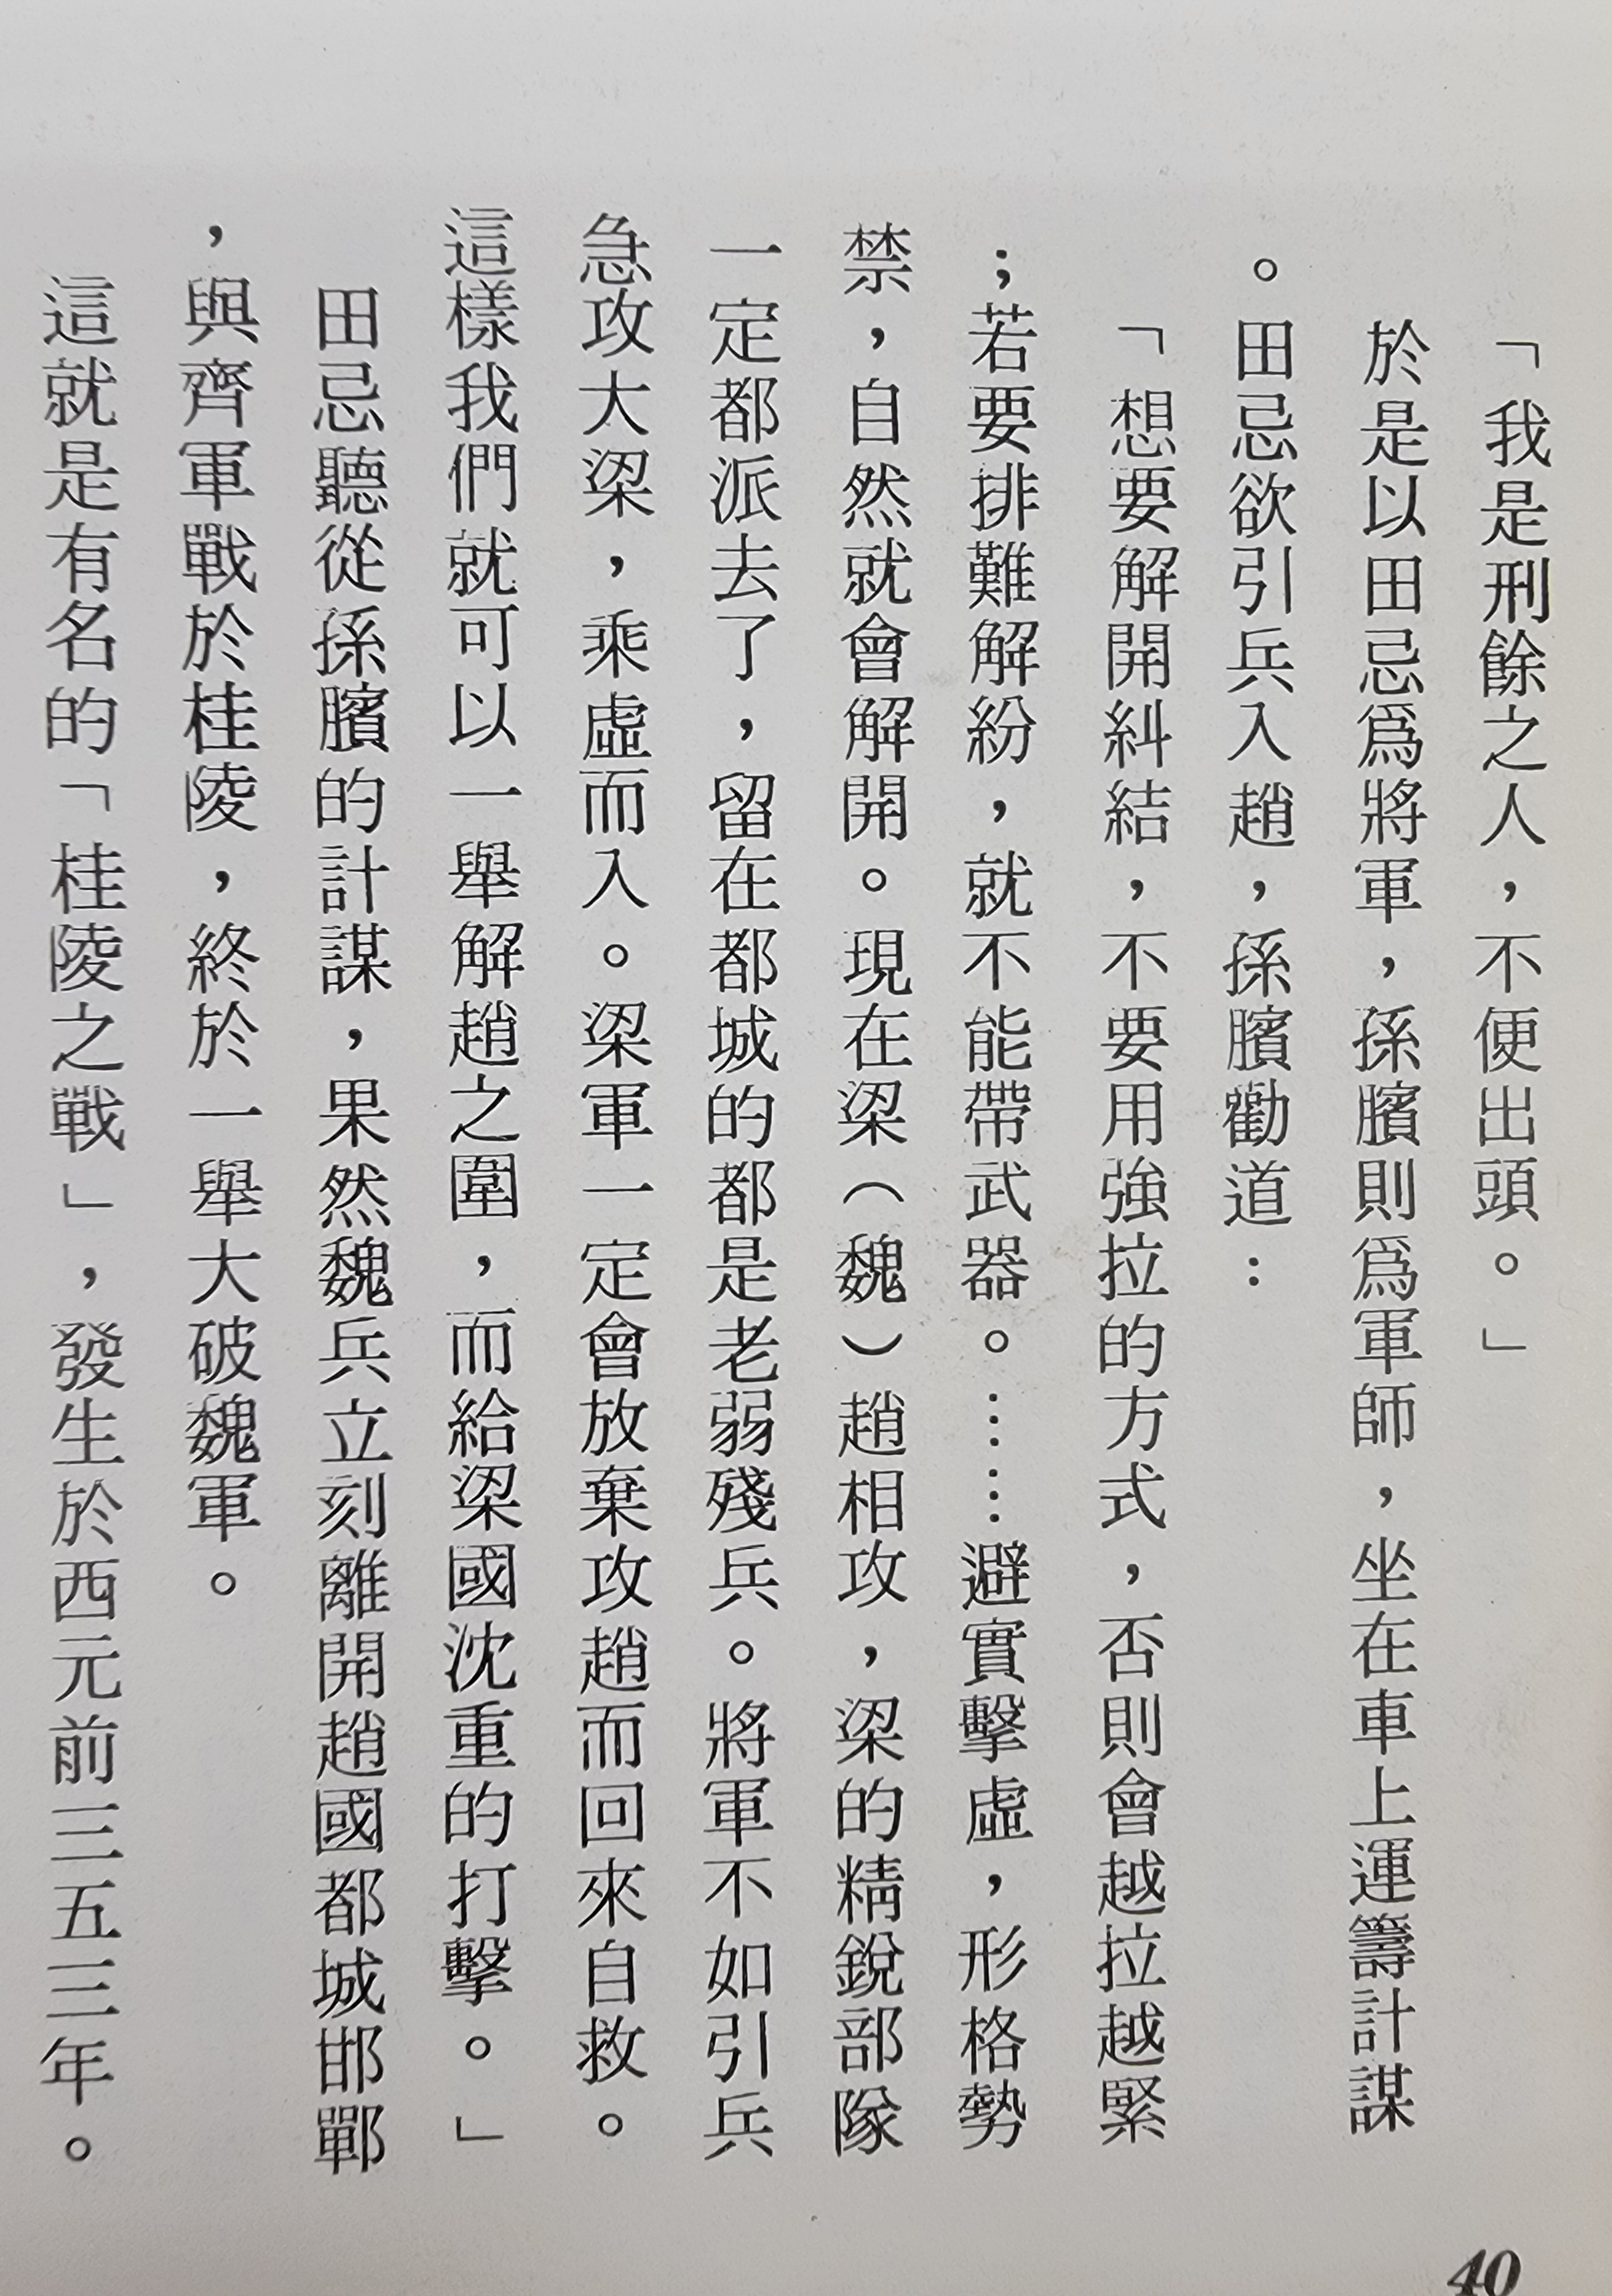 「我是刑餘之人，不便出頭。」
於是以田忌爲將軍，孫臏則爲軍師，坐在車上運籌計謀
。田忌欲引兵入趙，孫臏勸道：
「想要解開糾結，不要用強拉的方式，否則會越拉越緊
；若要排難解紛，就不能帶武器。……避實擊虛，形格勢
禁，自然就會解開。現在梁（魏）趙相攻，梁的精銳部隊
一定都派去了，留在都城的都是老弱殘兵。將軍不如引兵
急攻大梁，乘虛而入。梁軍一定會放棄攻趙而回來自救。
這樣我們就可以一舉解趙之圍，而給梁國沈重的打擊。」
田忌聽從孫臏的計謀，果然魏兵立刻離開趙國都城邯鄲
，與齊軍戰於桂陵，終於一舉大破魏軍。
這就是有名的「桂陵之戰」，發生於西元前三五三年。
40